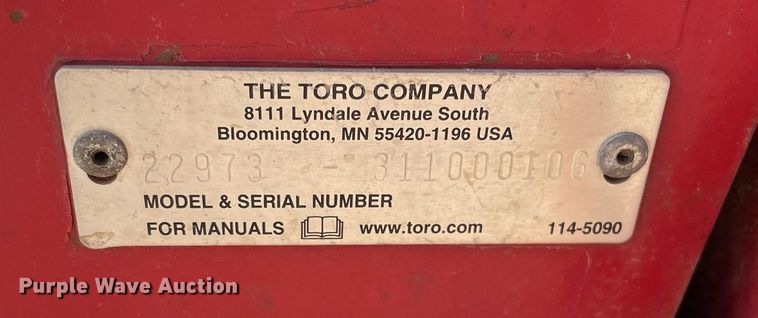 THE TORO COMPANY
8111 Lyndale Avenue South
Bloomington, MN 55420-1196 USA
22973 - 311000106
MODEL & SERIAL NUMBER
FOR MANUALS www.toro.com 114-5090
Purple Wave Auction